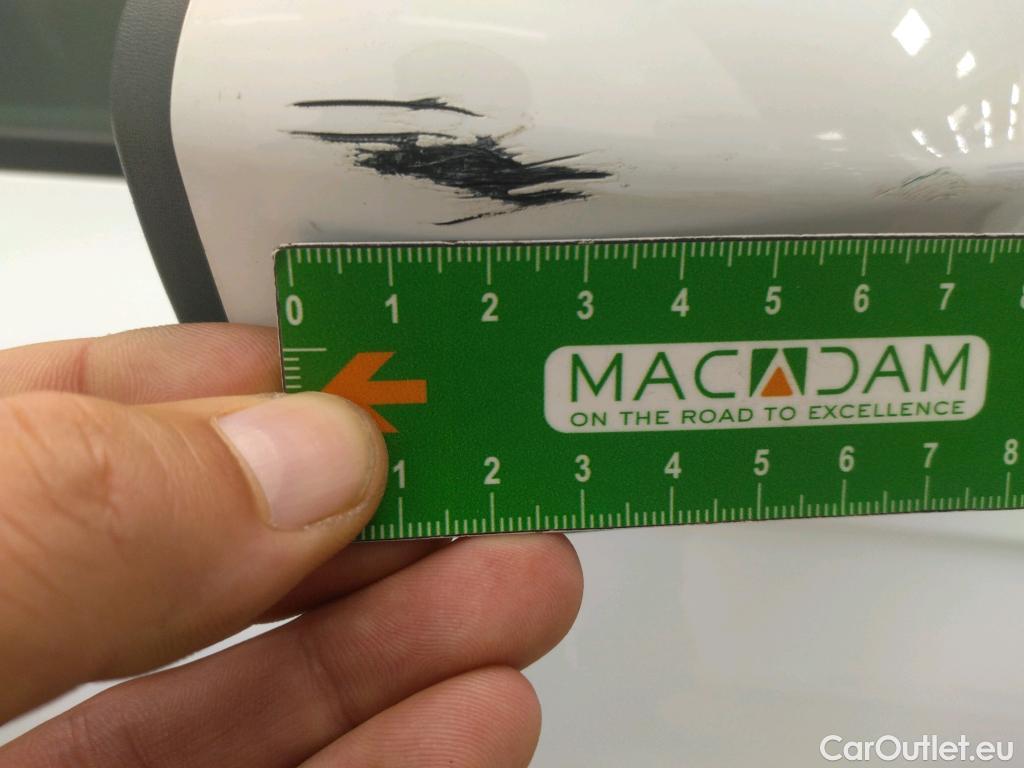 0 1 2 3 4 5 6 7
MACADAM
ON THE ROAD TO EXCELLENCE
1 2 3 4 5 6 7 8
CarOutlet.eu